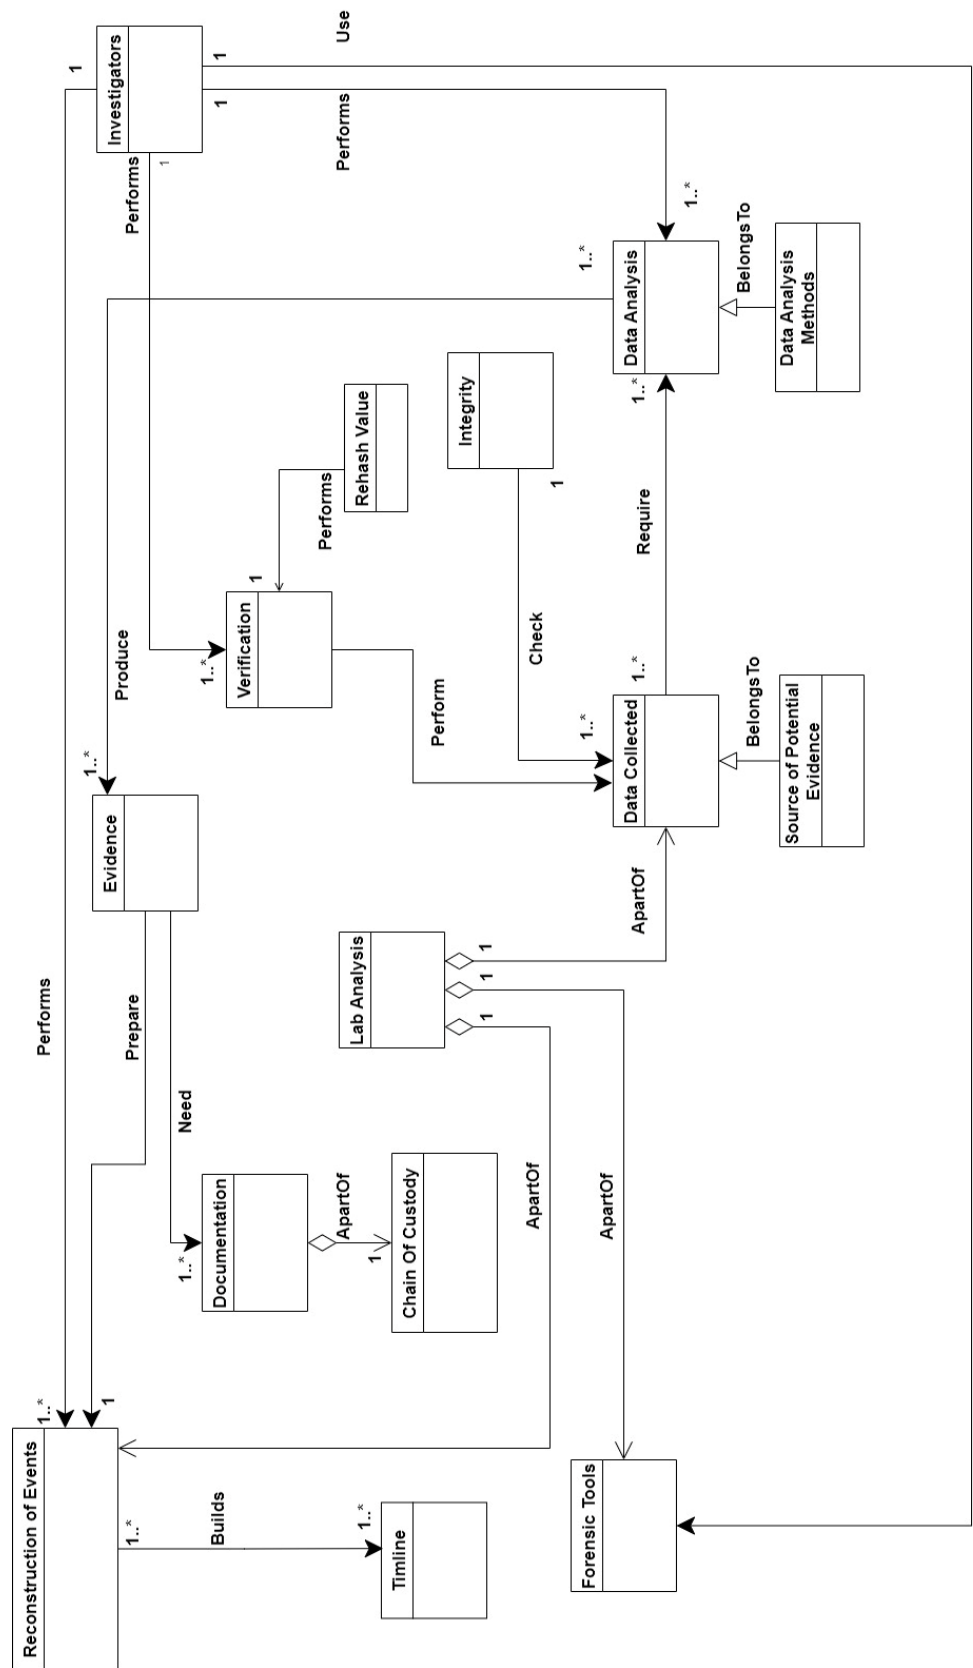 Reconstruction of Events
1..*
Performs
1
1..*
Investigators
1
Evidence
Produce
1..*
Prepare
Performs
1
1..*
Need
1..*
Builds
Documentation
1..*
Verification
1
1
1
Performs
ApartOf
Performs
Use
1..*
1
Lab Analysis
Rehash Value
Timline
Chain Of Custody
Perform
Integrity
1
1
1
ApartOf
Check
1
1..*
1..*
Forensic Tools
ApartOf
ApartOf
Data Collected
1..*
Require
1..*
Data Analysis
1..*
BelongsTo
BelongsTo
Source of Potential
Evidence
Data Analysis
Methods